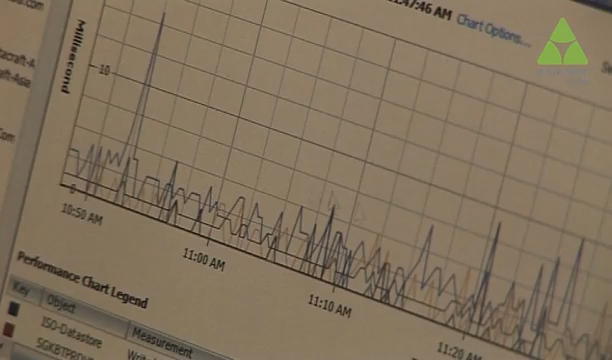 :47:46 AM Chart Options...
Millisecond
10
0
10:50 AM
11:00 AM
11:10 AM
11:20
Performance Chart Legend
Key Object Measurement
ISO-Datastore